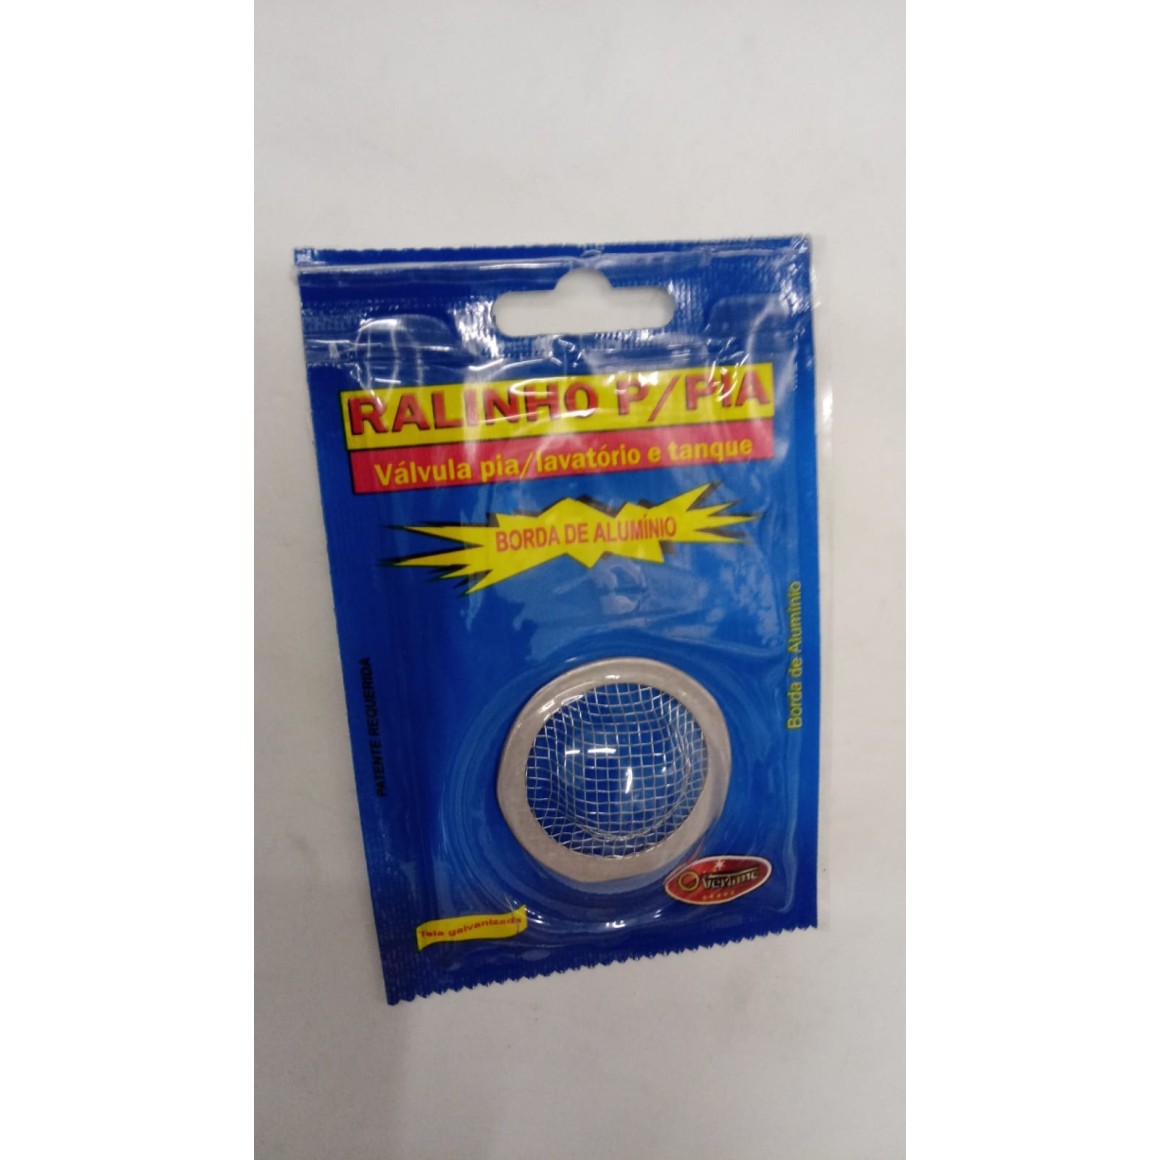 RALINHO P/PIA
Válvula pia/lavatório e tanque
BORDA DE ALUMÍNIO
Borda de Alumínio
PATENTE REQUERIDA
Tela galvanizada